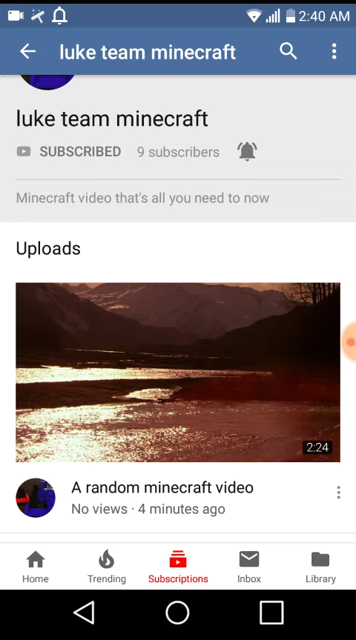 2:40 AM
luke team minecraft
luke team minecraft
SUBSCRIBED 9 subscribers
Minecraft video that's all you need to now
Uploads
2:24
A random minecraft video
No views · 4 minutes ago
Home Trending Subscriptions Inbox Library